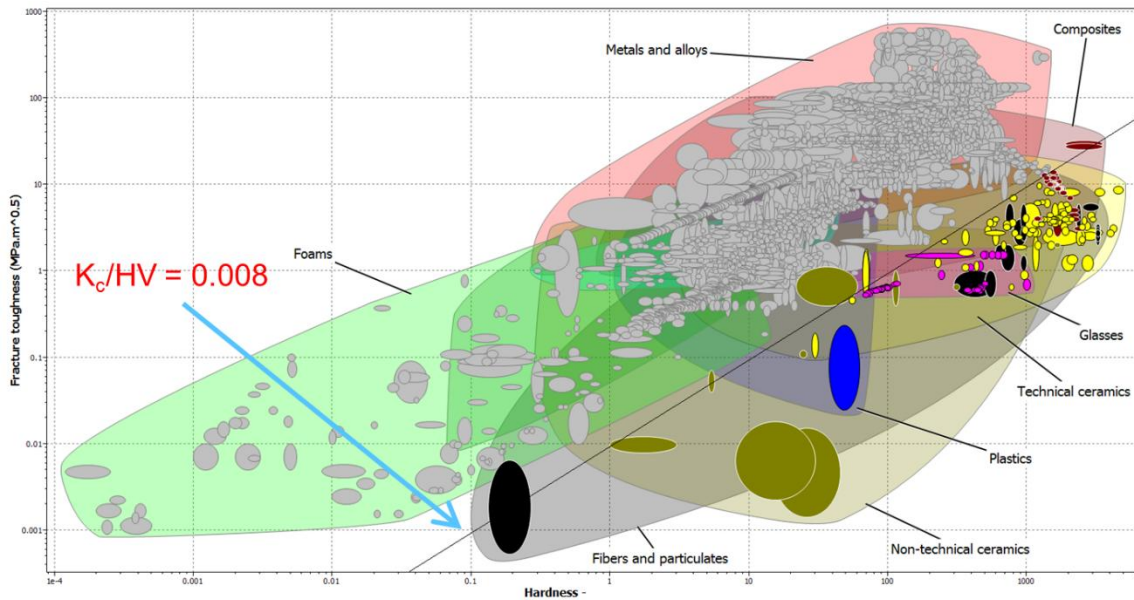 1000
Metals and alloys
Composites
100
10
Fracture toughness (MPa.m^0.5)
Kc/HV = 0.008
Foams
1
Glasses
0.1
Technical ceramics
Plastics
0.01
Non-technical ceramics
0.001
Fibers and particulates
1e-4
0.001
0.01
0.1
1
10
100
1000
Hardness -